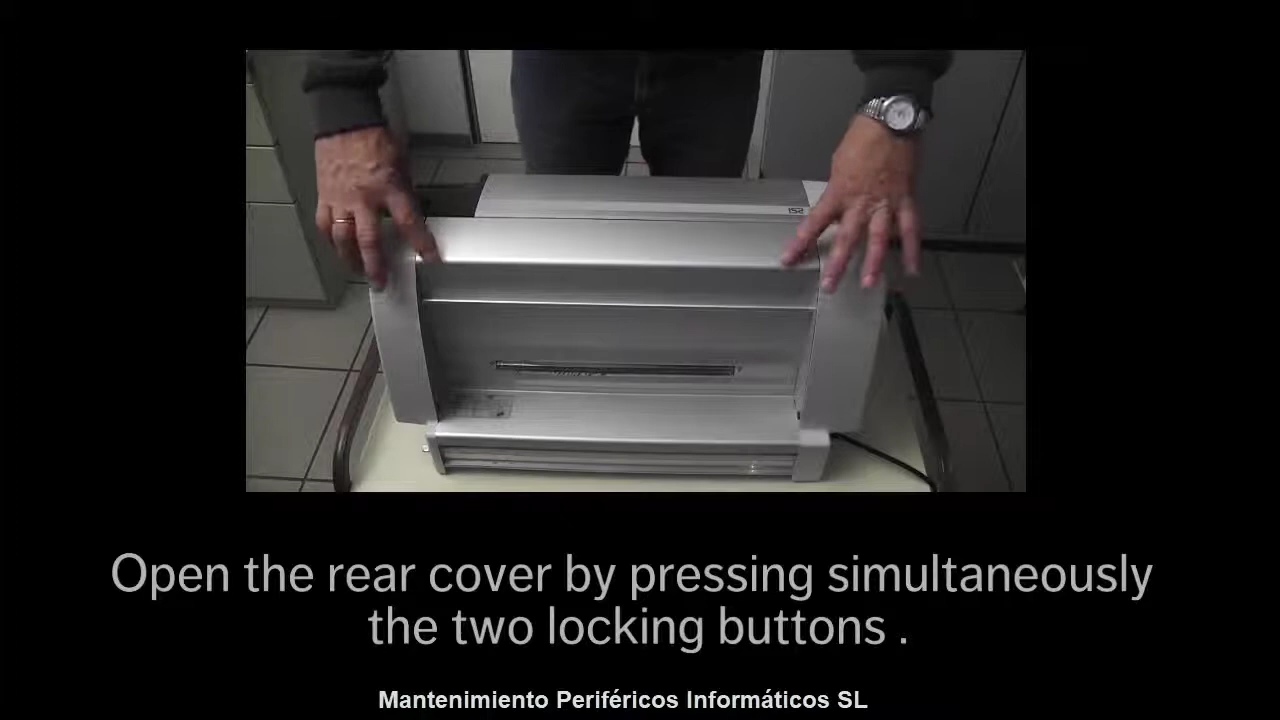 Open the rear cover by pressing simultaneously
the two locking buttons .
Mantenimiento Periféricos Informáticos SL